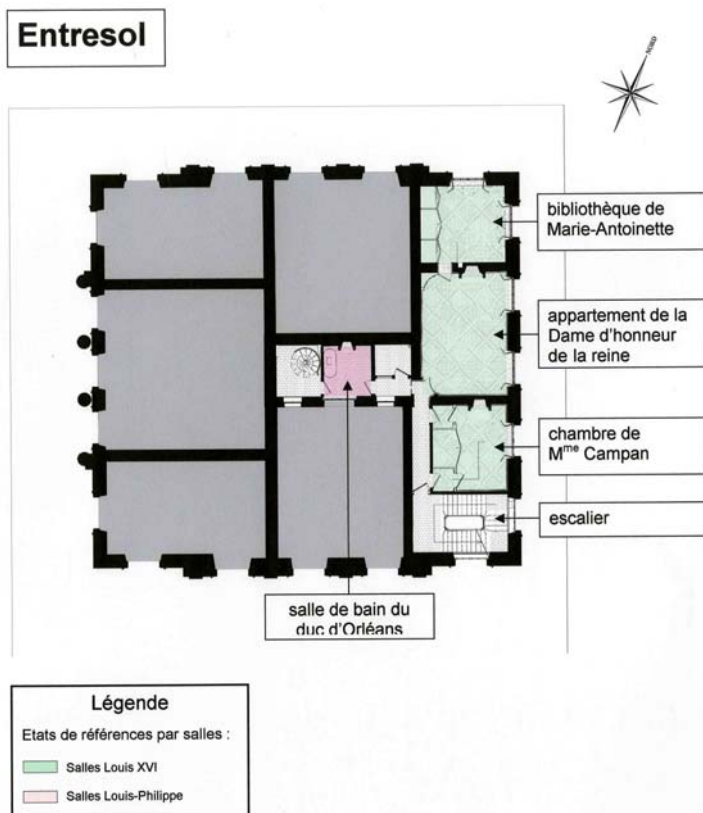 Entresol
NORD
bibliothèque de
Marie-Antoinette
appartement de la
Dame d'honneur
de la reine
chambre de
Mme Campan
escalier
salle de bain du
duc d'Orléans
Légende
Etats de références par salles :
Salles Louis XVI
Salles Louis-Philippe